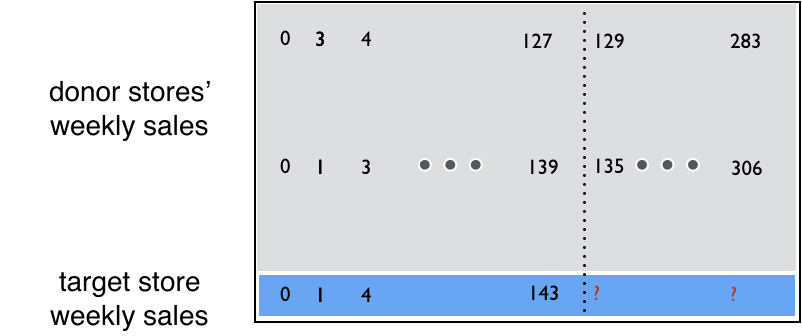 0 3 4 127 129 283
donor stores’
weekly sales
0 1 3 139 135 306
target store
weekly sales
0 1 4 143 ? ?